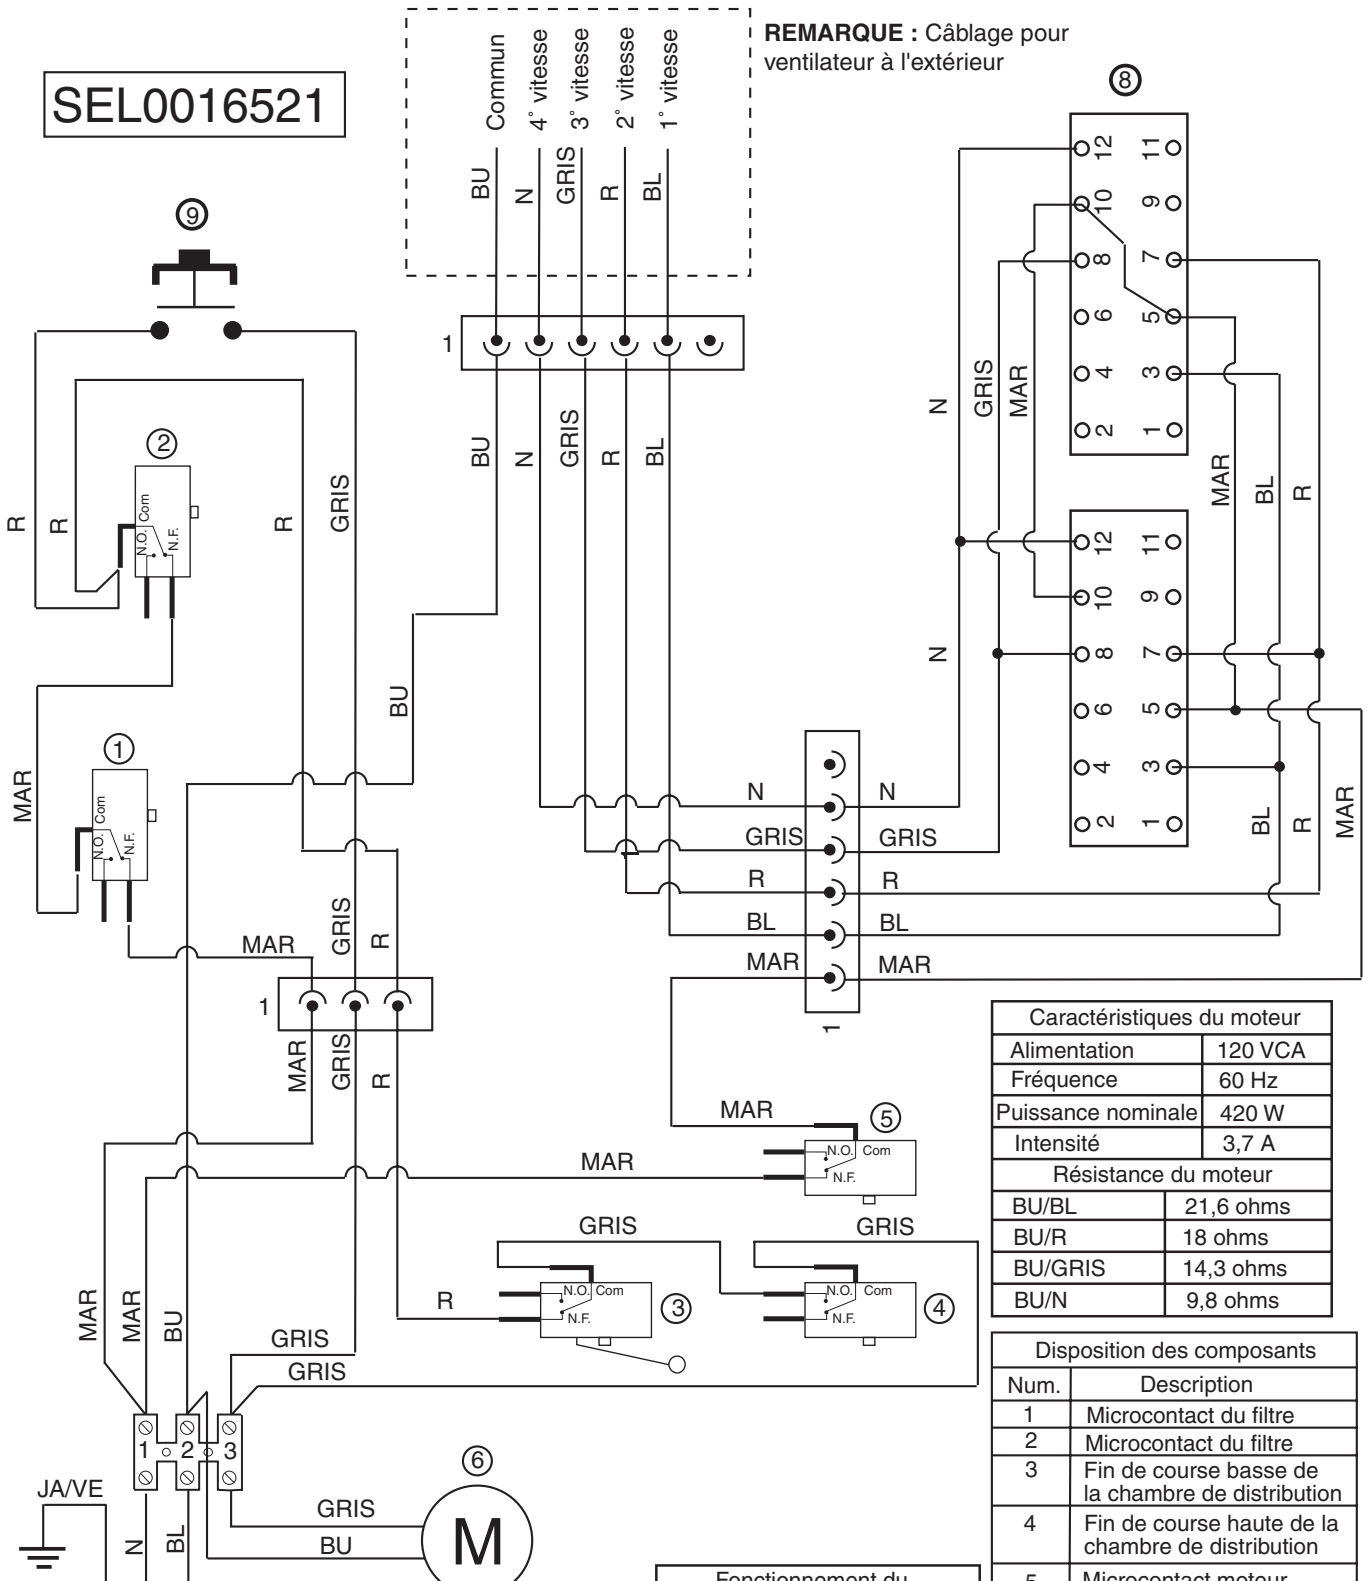 REMARQUE : Câblage pour
ventilateur à l'extérieur
SEL0016521
Commun
4° vitesse
3° vitesse
2° vitesse
1° vitesse
BU
N
GRIS
R
BL
8
9
12
11
10
9
8
7
6
5
4
3
2
1
1
BU
N
GRIS
R
BL
N
GRIS
MAR
MAR
BL
R
2
Com
N.O.
N.F.
R
R
R
GRIS
12
11
10
9
8
7
6
5
4
3
2
1
N
BU
MAR
1
Com
N.O.
N.F.
BL
R
MAR
N
N
GRIS
GRIS
R
R
BL
BL
MAR
MAR
1
MAR
GRIS
R
1
MAR
GRIS
R
MAR
5
N.O.
Com
N.F.
MAR
GRIS
GRIS
N.O.
Com
N.F.
3
N.O.
Com
N.F.
4
R
MAR
MAR
BU
GRIS
GRIS
1
2
3
JA/VE
N
BL
GRIS
BU
6
M
Caractéristiques du moteur
Alimentation 120 VCA
Fréquence 60 Hz
Puissance nominale 420 W
Intensité 3,7 A
Résistance du moteur
BU/BL 21,6 ohms
BU/R 18 ohms
BU/GRIS 14,3 ohms
BU/N 9,8 ohms
Disposition des composants
Num. Description
1 Microcontact du filtre
2 Microcontact du filtre
3 Fin de course basse de
la chambre de distribution
4 Fin de course haute de la
chambre de distribution
5 Microcontact moteur
Fonctionnement du